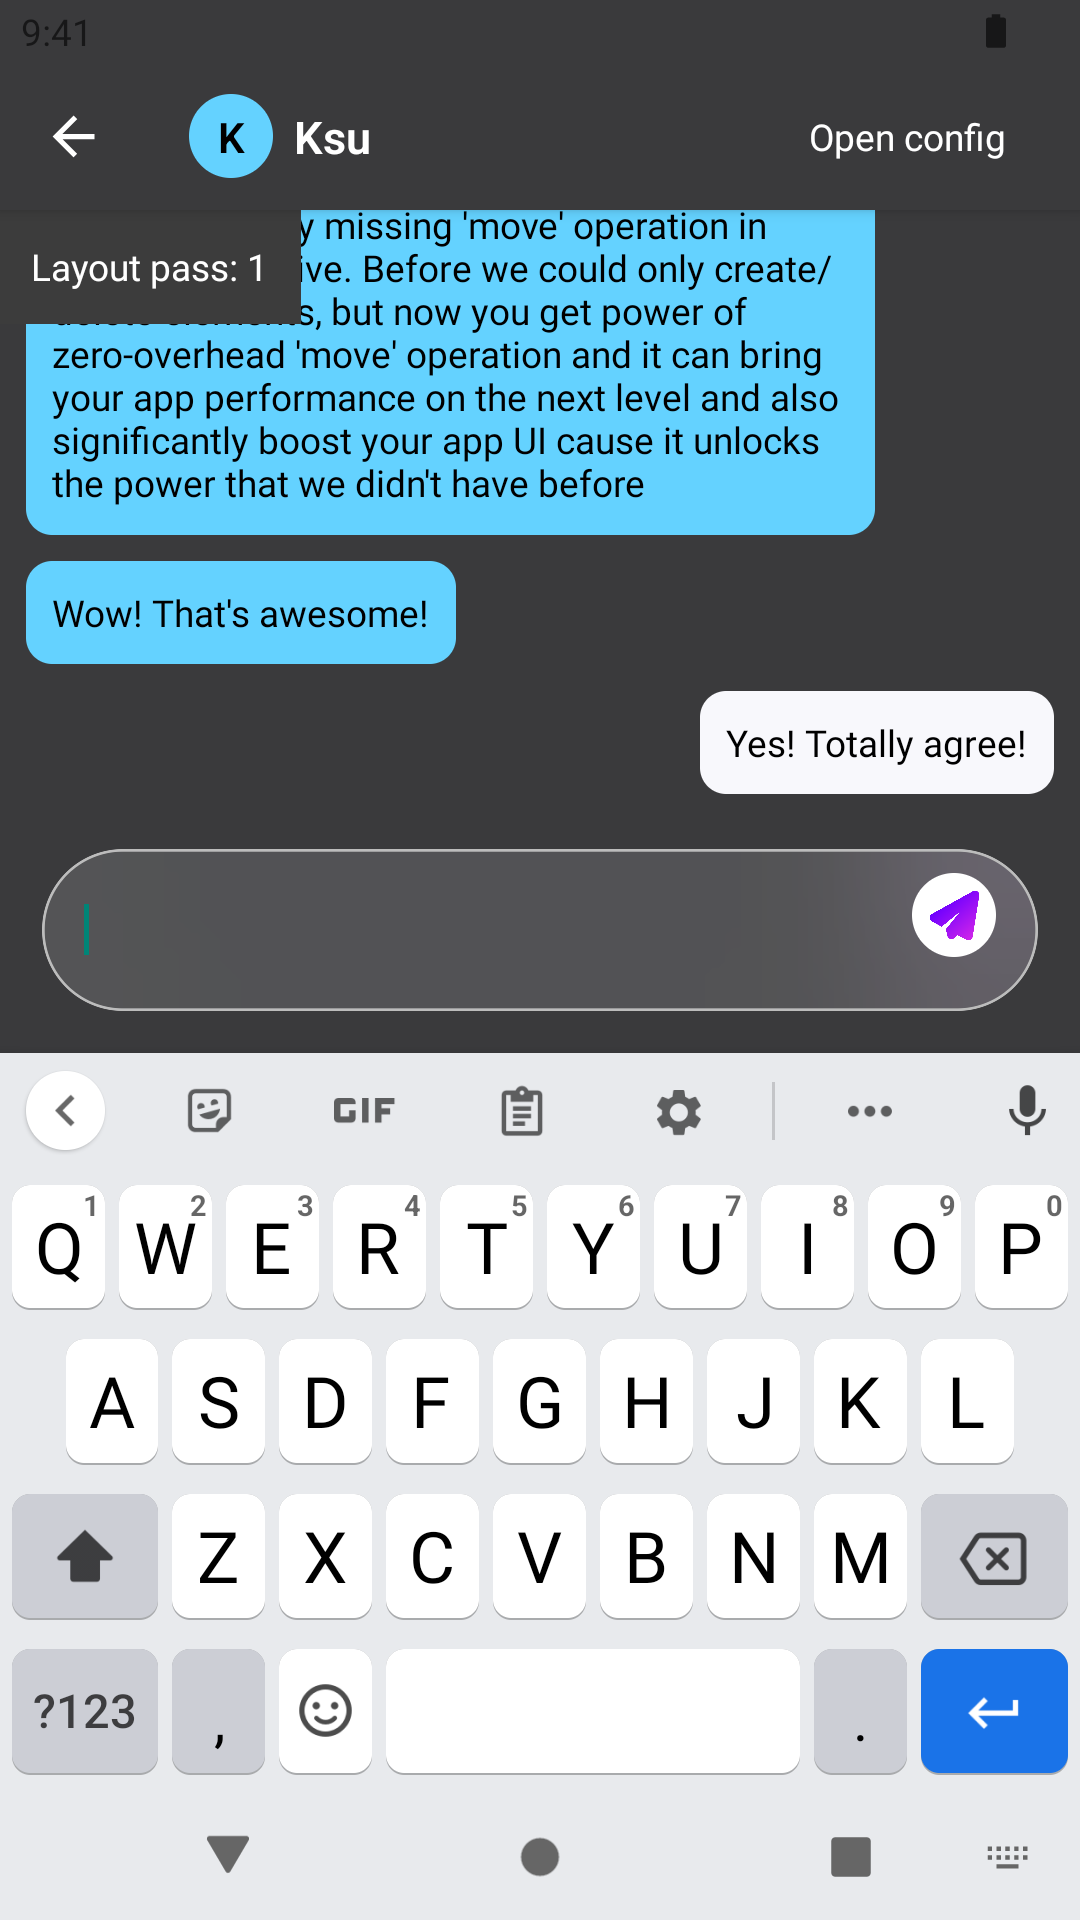 9:41
K
Ksu
Open config
Layout pass: 1
y missing 'move' operation in
ive. Before we could only create/
s, but now you get power of
zero-overhead 'move' operation and it can bring
your app performance on the next level and also
significantly boost your app UI cause it unlocks
the power that we didn't have before
Wow! That's awesome!
Yes! Totally agree!
GIF
Q 1 W 2 E 3 R 4 T 5 Y 6 U 7 I 8 O 9 P 0
A S D F G H J K L
Z X C V B N M
?123 , .